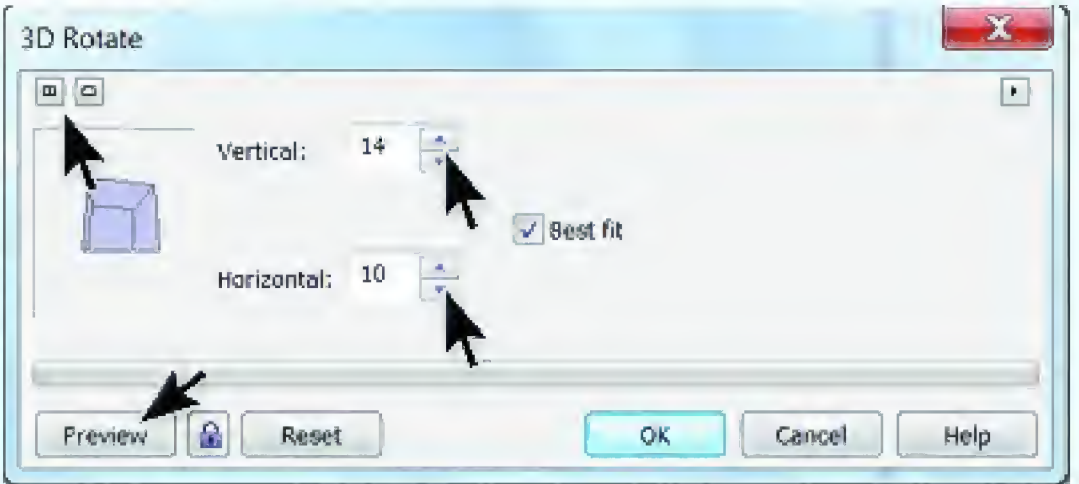 3D Rotate
Vertical: 14
Best fit
Horizontal: 10
Preview Reset OK Cancel Help